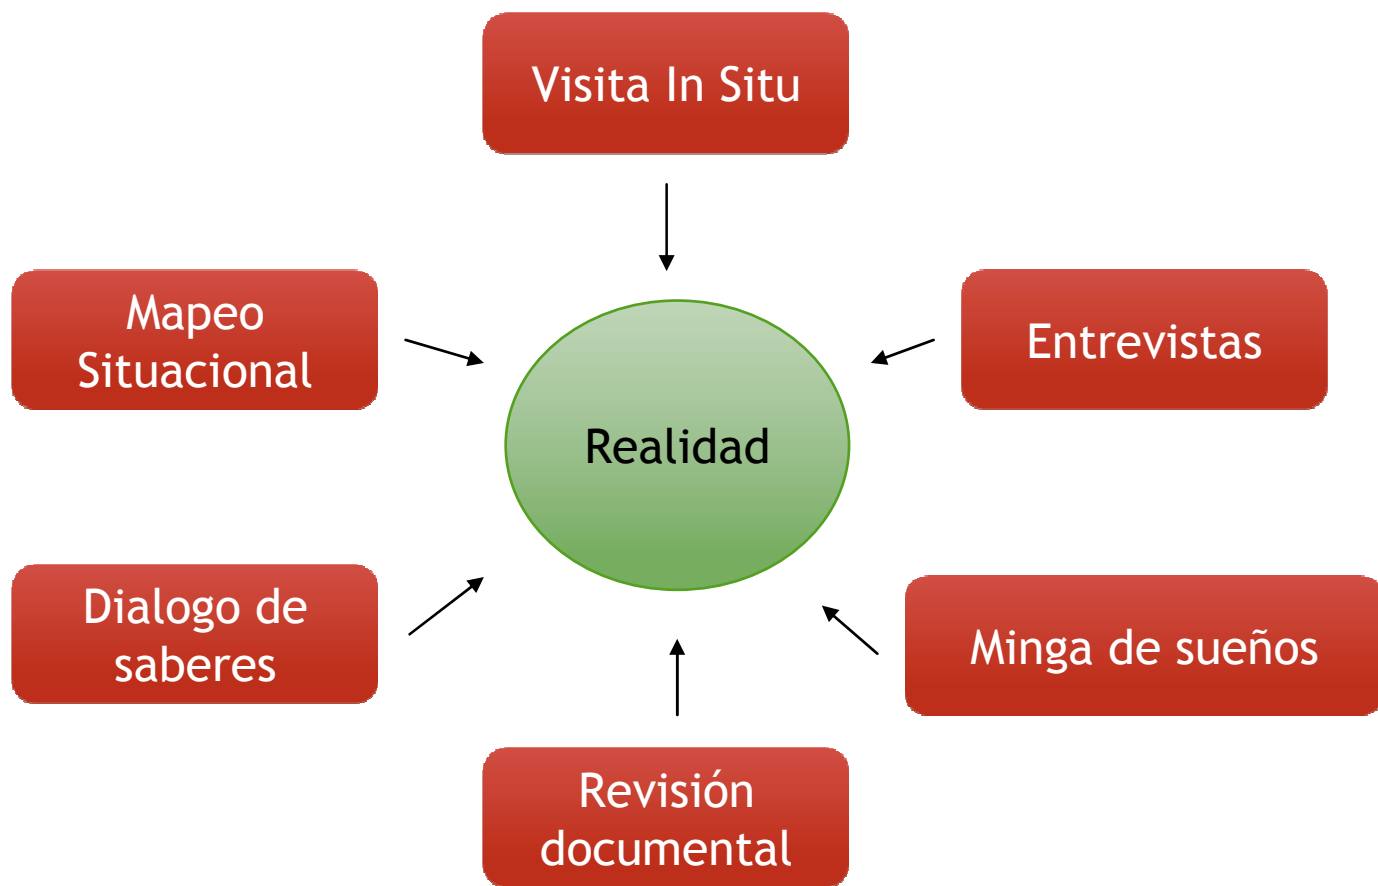 Visita In Situ
Mapeo
Situacional
Entrevistas
Realidad
Dialogo de
saberes
Minga de sueños
Revisión
documental